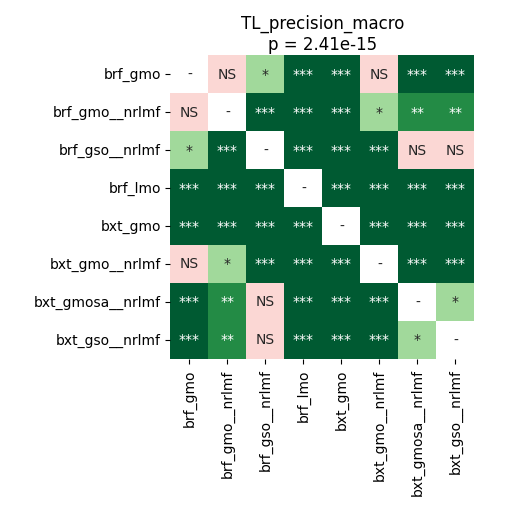 TL_precision_macro
p = 2.41e-15
brf_gmo - NS * *** *** NS *** ***
brf_gmo__nrlmf NS - *** *** *** * ** **
brf_gso__nrlmf * *** - *** *** *** NS NS
brf_lmo *** *** *** - *** *** *** ***
bxt_gmo *** *** *** *** - *** *** ***
bxt_gmo__nrlmf NS * *** *** *** - *** ***
bxt_gmosa__nrlmf *** ** NS *** *** *** - *
bxt_gso__nrlmf *** ** NS *** *** *** * -
brf_gmo
brf_gmo__nrlmf
brf_gso__nrlmf
brf_lmo
bxt_gmo
bxt_gmo__nrlmf
bxt_gmosa__nrlmf
bxt_gso__nrlmf